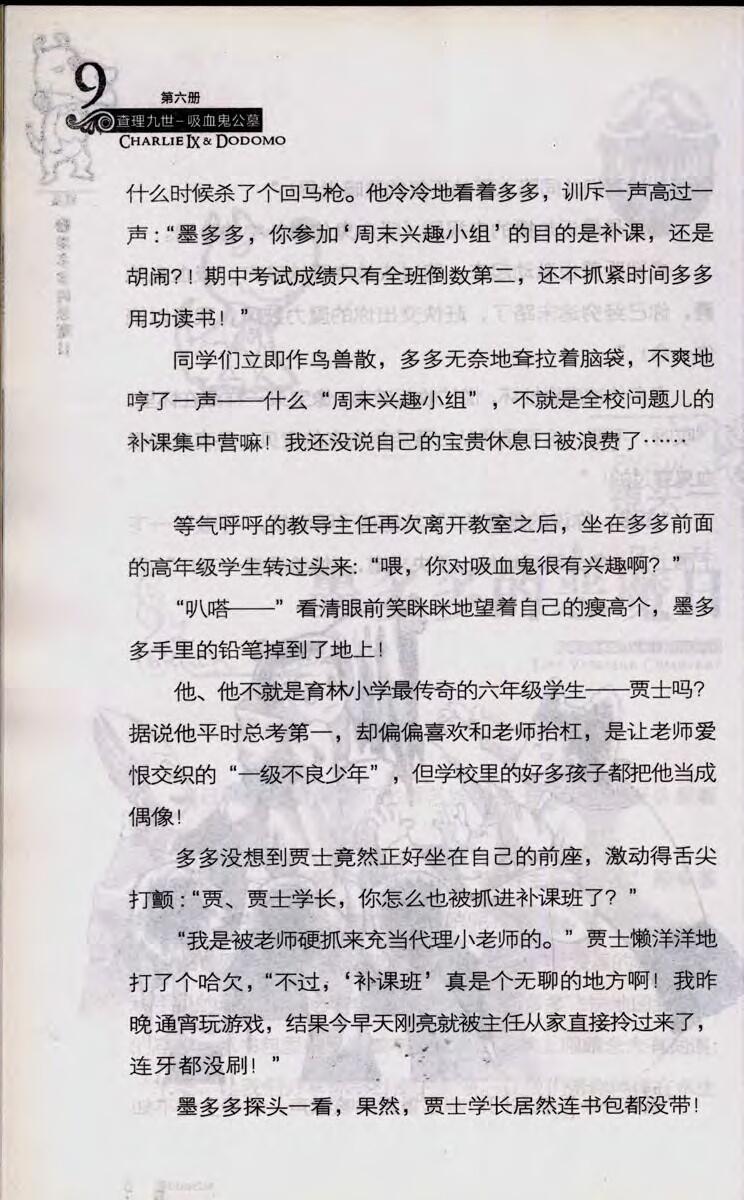 9
第六册
查理九世-吸血鬼公墓
CHARLIE IX & DODOMO
什么时候杀了个回马枪。他冷冷地看着多多，训斥一声高过一
声：“墨多多，你参加‘周末兴趣小组’的目的是补课，还是
胡闹？！期中考试成绩只有全班倒数第二，还不抓紧时间多多
用功读书！”
同学们立即作鸟兽散，多多无奈地耷拉着脑袋，不爽地
哼了一声——什么“周末兴趣小组”，不就是全校问题儿的
补课集中营嘛！我还没说自己的宝贵休息日被浪费了……
等气呼呼的教导主任再次离开教室之后，坐在多多前面
的高年级学生转过头来：“喂，你对吸血鬼很有兴趣啊？”
“叭嗒——”看清眼前笑眯眯地望着自己的瘦高个，墨多
多手里的铅笔掉到了地上！
他、他不就是育林小学最传奇的六年级学生——贾士吗？
据说他平时总考第一，却偏偏喜欢和老师抬杠，是让老师爱
恨交织的“一级不良少年”，但学校里的好多孩子都把他当成
偶像！
多多没想到贾士竟然正好坐在自己的前座，激动得舌尖
打颤：“贾、贾士学长，你怎么也被抓进补课班了？”
“我是被老师硬抓来充当代理小老师的。”贾士懒洋洋地
打了个哈欠，“不过，‘补课班’真是个无聊的地方啊！我昨
晚通宵玩游戏，结果今早天刚亮就被主任从家直接拎过来了，
连牙都没刷！”
墨多多探头一看，果然，贾士学长居然连书包都没带！